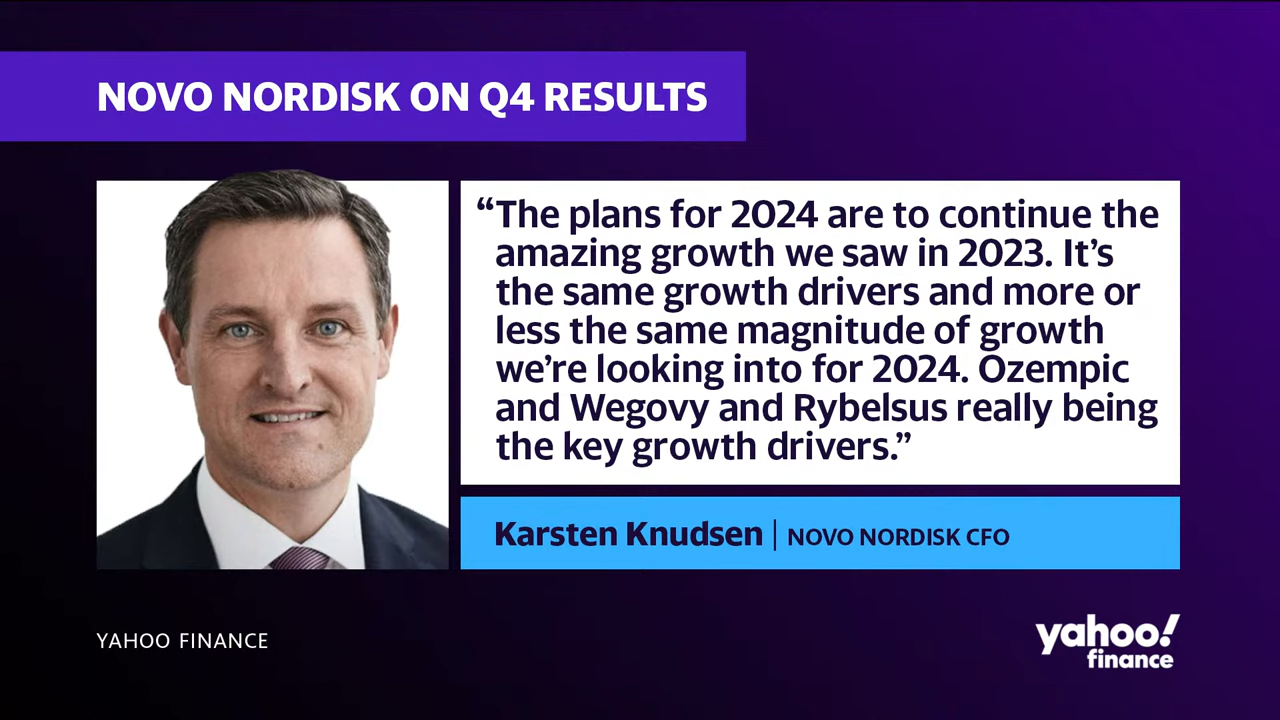 NOVO NORDISK ON Q4 RESULTS
“The plans for 2024 are to continue the
amazing growth we saw in 2023. It’s
the same growth drivers and more or
less the same magnitude of growth
we’re looking into for 2024. Ozempic
and Wegovy and Rybelsus really being
the key growth drivers.”
Karsten Knudsen | NOVO NORDISK CFO
YAHOO FINANCE
yahoo!
finance